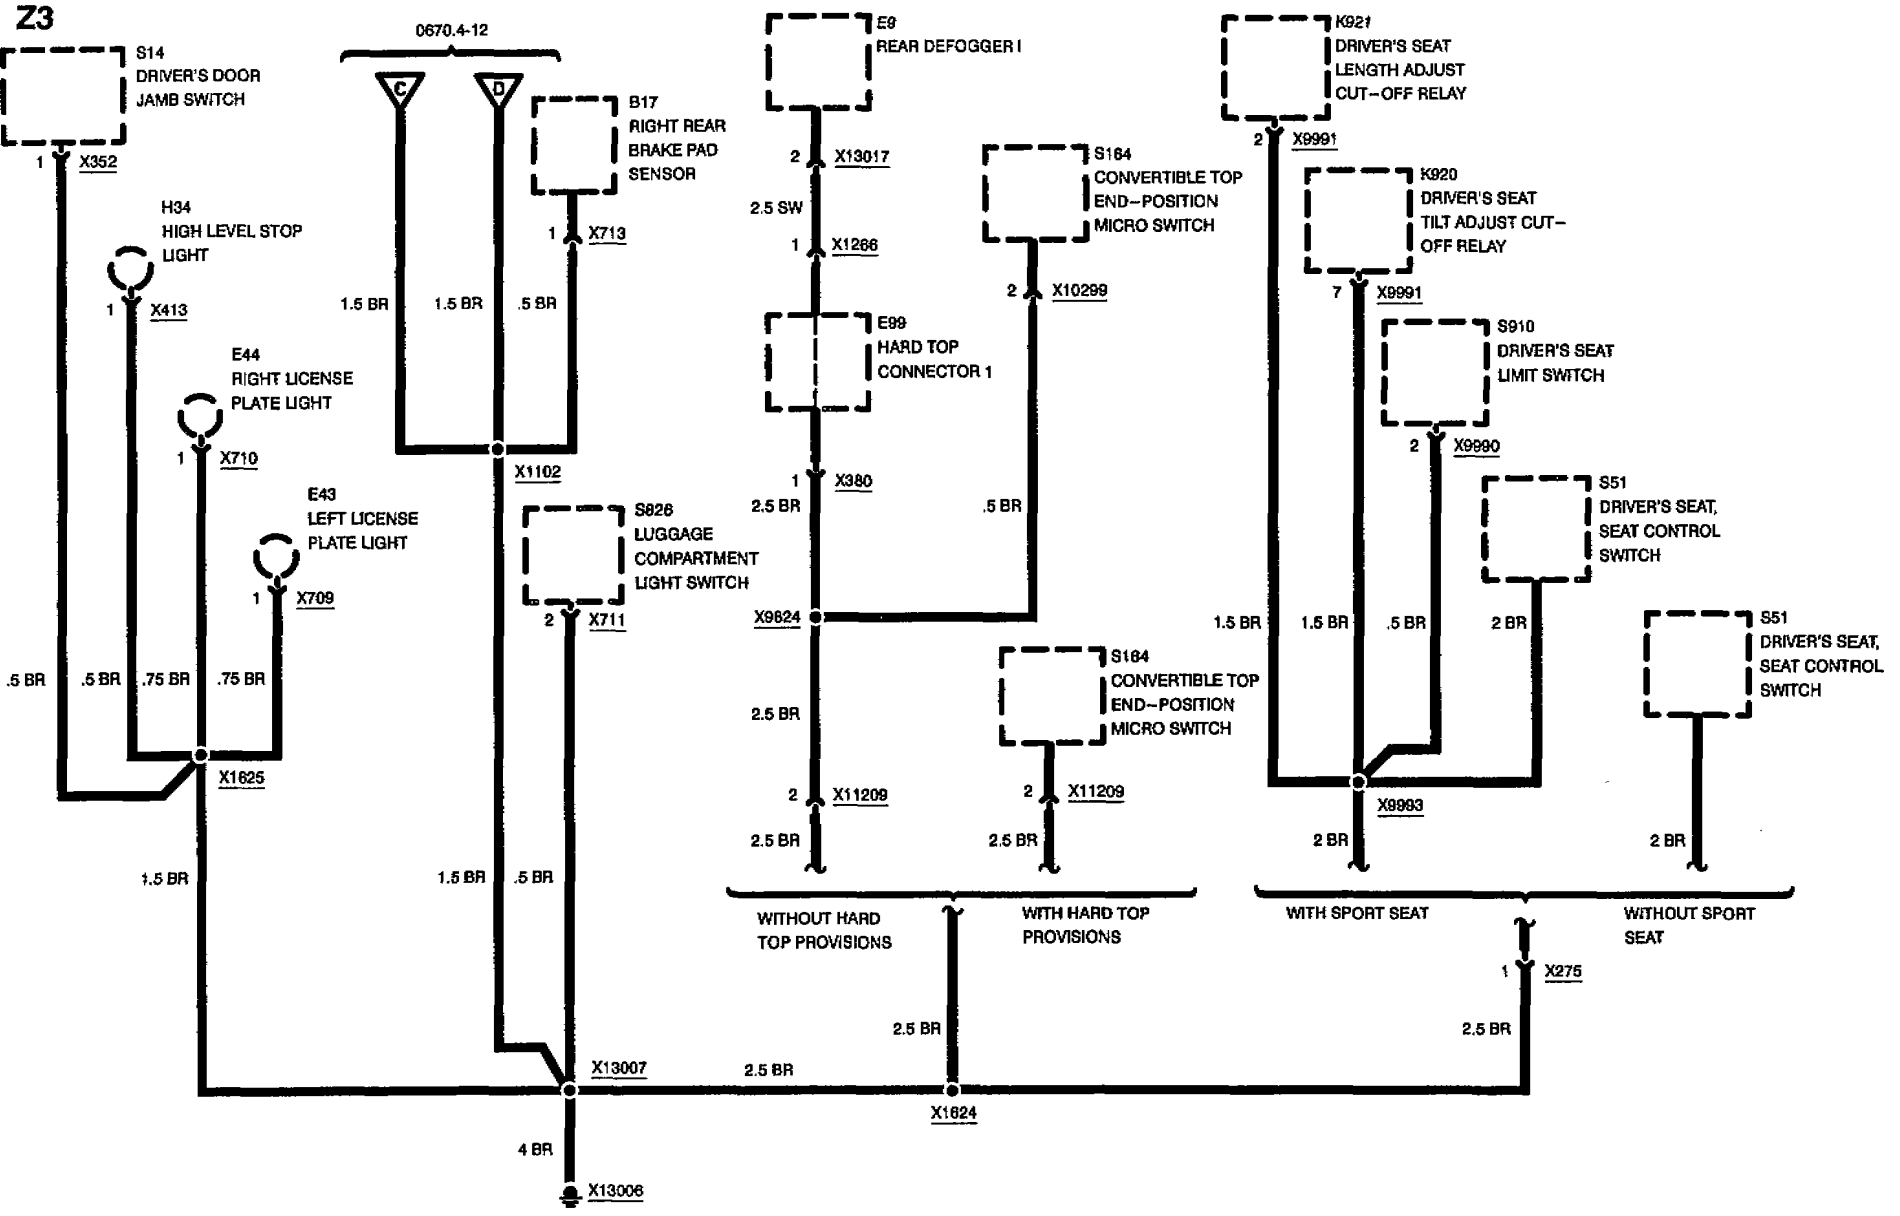 Z3
S14
DRIVER'S DOOR
JAMB SWITCH
1
X352
H34
HIGH LEVEL STOP
LIGHT
1
X413
E44
RIGHT LICENSE
PLATE LIGHT
1
X710
E43
LEFT LICENSE
PLATE LIGHT
1
X709
.5 BR
.5 BR
.75 BR
.75 BR
X1625
1.5 BR
0670.4-12
C
D
B17
RIGHT REAR
BRAKE PAD
SENSOR
1
X713
1.5 BR
1.5 BR
.5 BR
X1102
S826
LUGGAGE
COMPARTMENT
LIGHT SWITCH
2
X711
1.5 BR
.5 BR
E9
REAR DEFOGGER I
2
X13017
2.5 SW
1
X1266
E99
HARD TOP
CONNECTOR 1
1
X380
2.5 BR
S164
CONVERTIBLE TOP
END-POSITION
MICRO SWITCH
2
X10299
.5 BR
X9824
2.5 BR
2
X11209
2.5 BR
S164
CONVERTIBLE TOP
END-POSITION
MICRO SWITCH
2
X11209
2.5 BR
WITHOUT HARD
TOP PROVISIONS
WITH HARD TOP
PROVISIONS
K921
DRIVER'S SEAT
LENGTH ADJUST
CUT-OFF RELAY
2
X9991
K920
DRIVER'S SEAT
TILT ADJUST CUT-
OFF RELAY
7
X9991
S910
DRIVER'S SEAT
LIMIT SWITCH
2
X9990
S51
DRIVER'S SEAT,
SEAT CONTROL
SWITCH
1.5 BR
1.5 BR
.5 BR
2 BR
S51
DRIVER'S SEAT,
SEAT CONTROL
SWITCH
X9993
2 BR
2 BR
WITH SPORT SEAT
WITHOUT SPORT
SEAT
1
X275
2.5 BR
2.5 BR
X13007
2.5 BR
X1624
4 BR
X13006